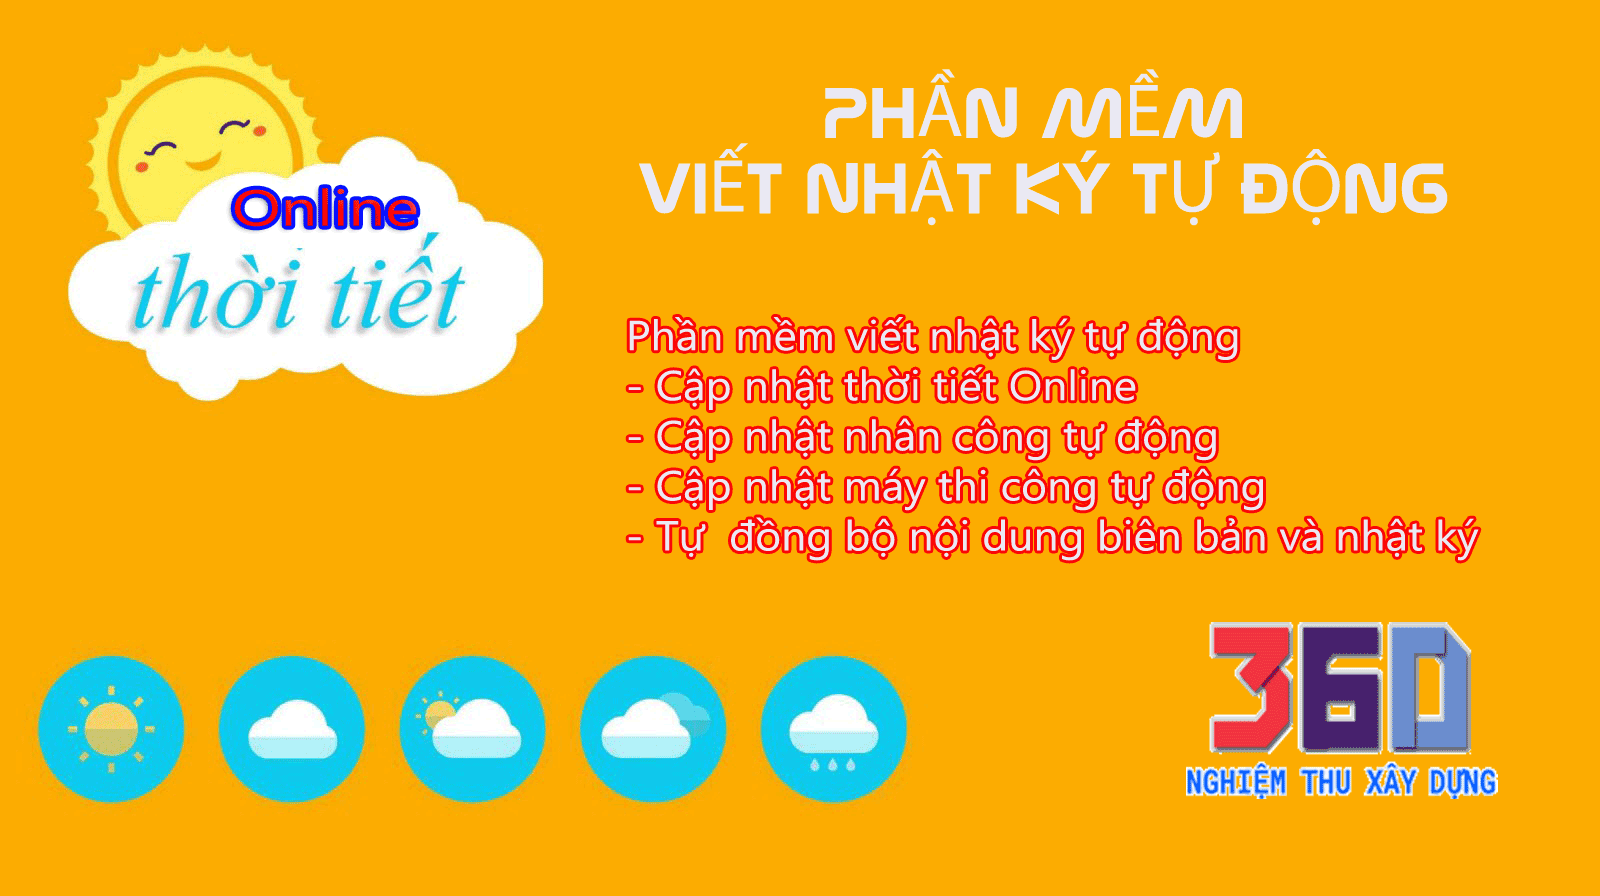 Online
thời tiết
PHẦN MỀM
VIẾT NHẬT KÝ TỰ ĐỘNG
Phần mềm viết nhật ký tự động
- Cập nhật thời tiết Online
- Cập nhật nhân công tự động
- Cập nhật máy thi công tự động
- Tự  đồng bộ nội dung biên bản và nhật ký
360
NGHIỆM THU XÂY DỰNG